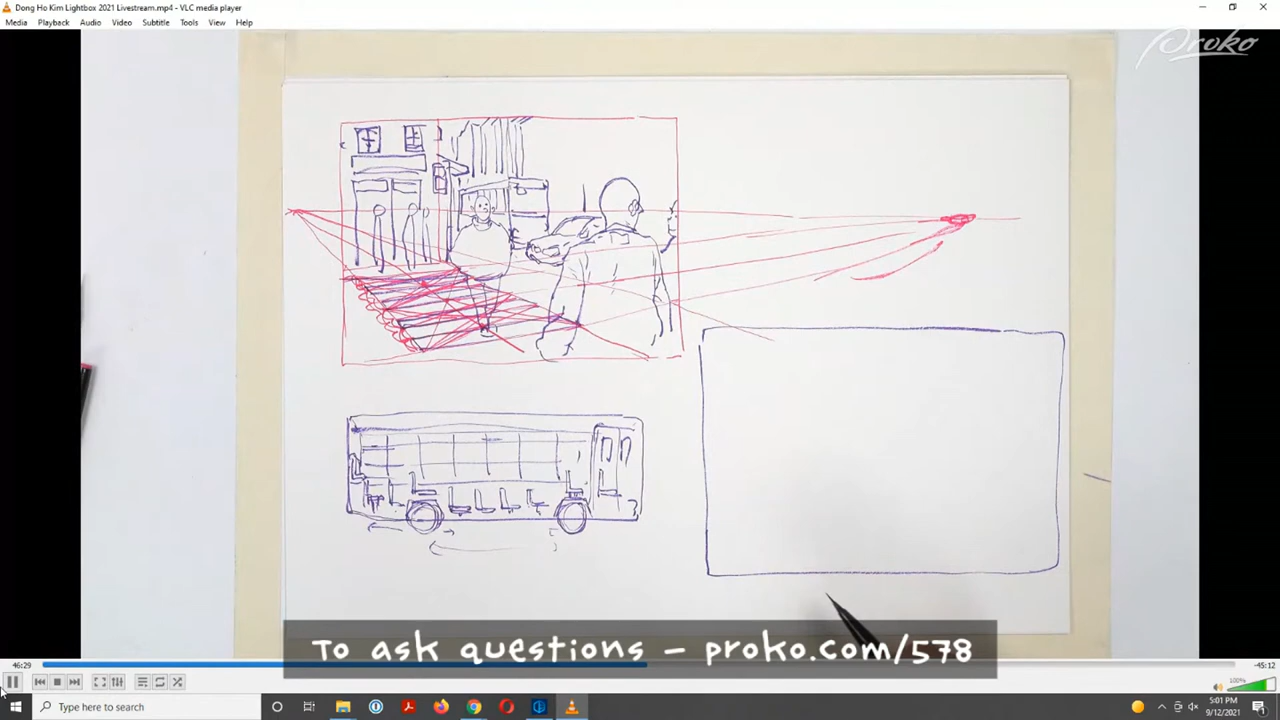 Dong Ho Kim Lightbox 2021 Livestream.mp4 - VLC media player
Media Playback Audio Video Subtitle Tools View Help
Proko
To ask questions – proko.com/578
46:29
-45:12
100%
Type here to search
5:01 PM
9/12/2021